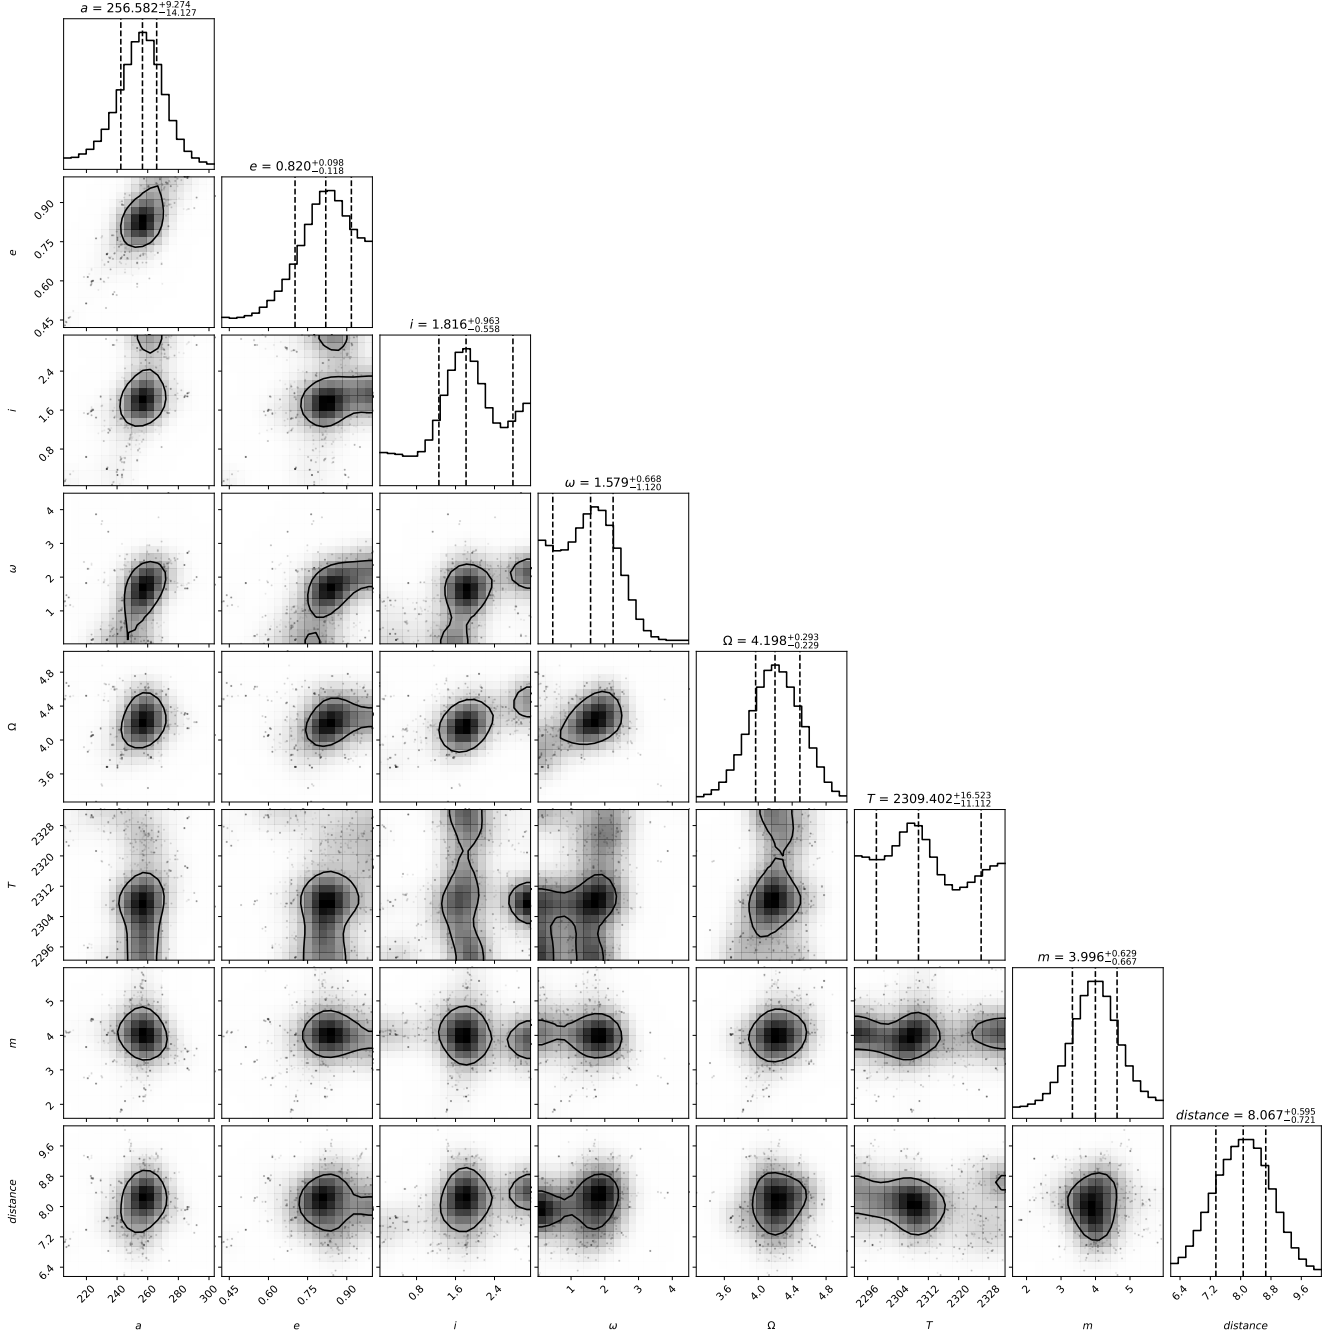 a = 256.582+9.274−14.127
e = 0.820+0.098−0.118
e
0.90
0.75
0.60
0.45
i = 1.816+0.963−0.558
i
2.4
1.6
0.8
ω = 1.579+0.668−1.120
ω
4
3
2
1
Ω = 4.198+0.293−0.229
Ω
4.8
4.4
4.0
3.6
T = 2309.402+16.523−11.112
T
2328
2320
2312
2304
2296
m = 3.996+0.629−0.667
m
5
4
3
2
distance = 8.067+0.595−0.721
distance
9.6
8.8
8.0
7.2
6.4
220 240 260 280 300
0.45 0.60 0.75 0.90
0.8 1.6 2.4
1 2 3 4
3.6 4.0 4.4 4.8
2296 2304 2312 2320 2328
2 3 4 5
6.4 7.2 8.0 8.8 9.6
a e i ω Ω T m distance